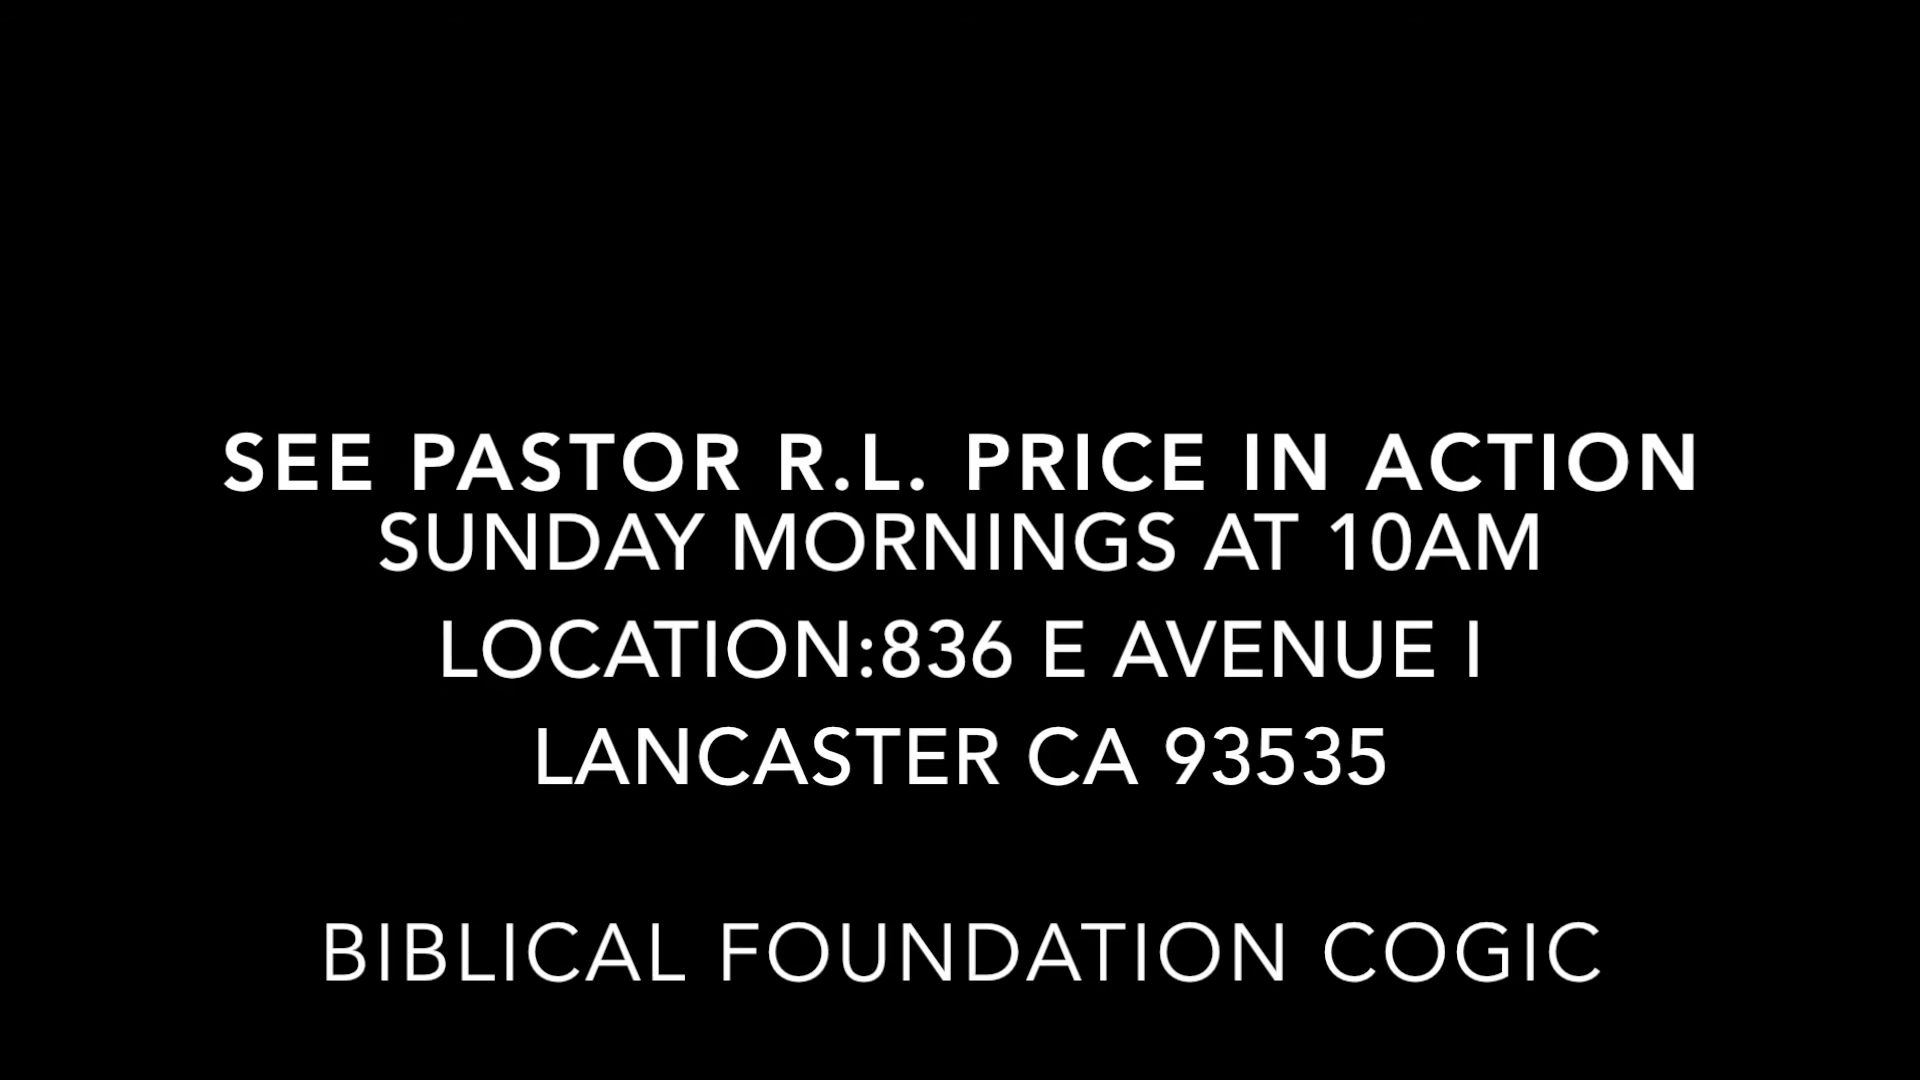 SEE PASTOR R.L. PRICE IN ACTION
SUNDAY MORNINGS AT 10AM
LOCATION:836 E AVENUE I
LANCASTER CA 93535
BIBLICAL FOUNDATION COGIC